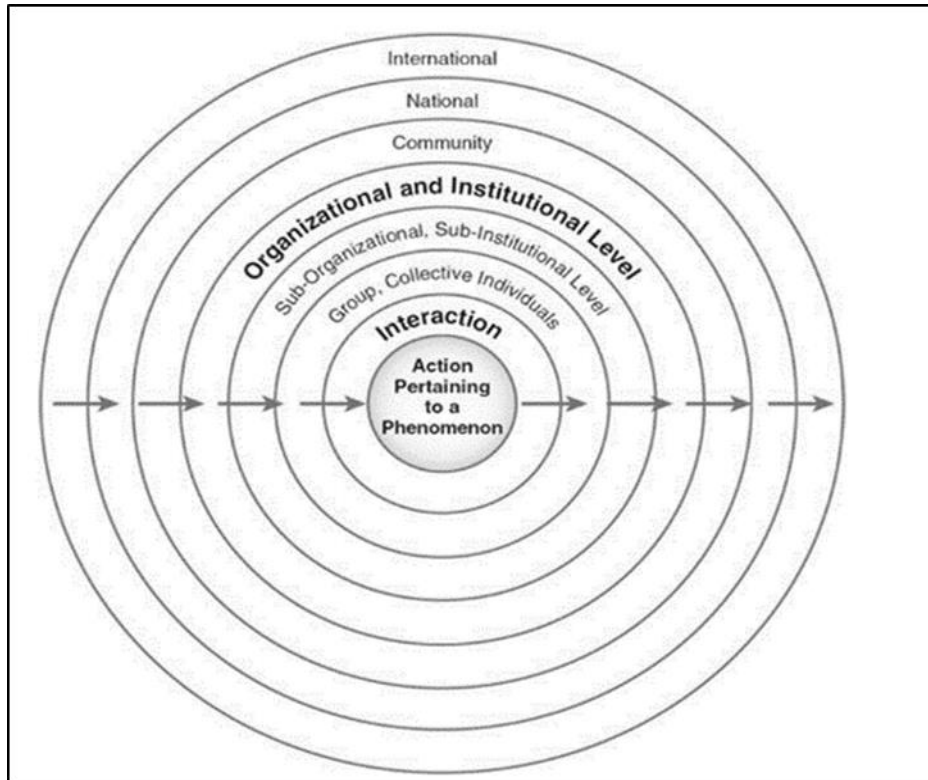 International
National
Community
Organizational and Institutional Level
Sub-Organizational, Sub-Institutional Level
Group, Collective Individuals
Interaction
Action
Pertaining
to a
Phenomenon